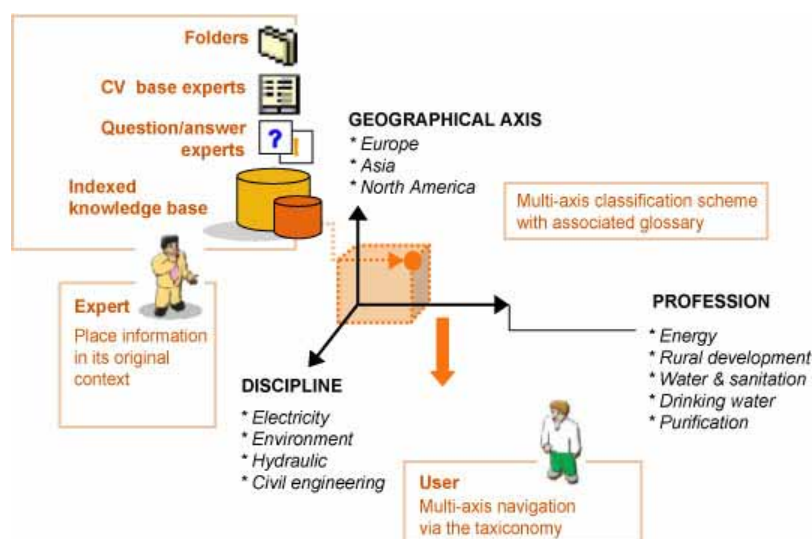 Folders
CV base experts
Question/answer
experts
?
!
Indexed
knowledge base
GEOGRAPHICAL AXIS
* Europe
* Asia
* North America
Multi-axis classification scheme
with associated glossary
Expert
Place information
in its original
context
PROFESSION
* Energy
* Rural development
* Water & sanitation
* Drinking water
* Purification
DISCIPLINE
* Electricity
* Environment
* Hydraulic
* Civil engineering
User
Multi-axis navigation
via the taxiconomy